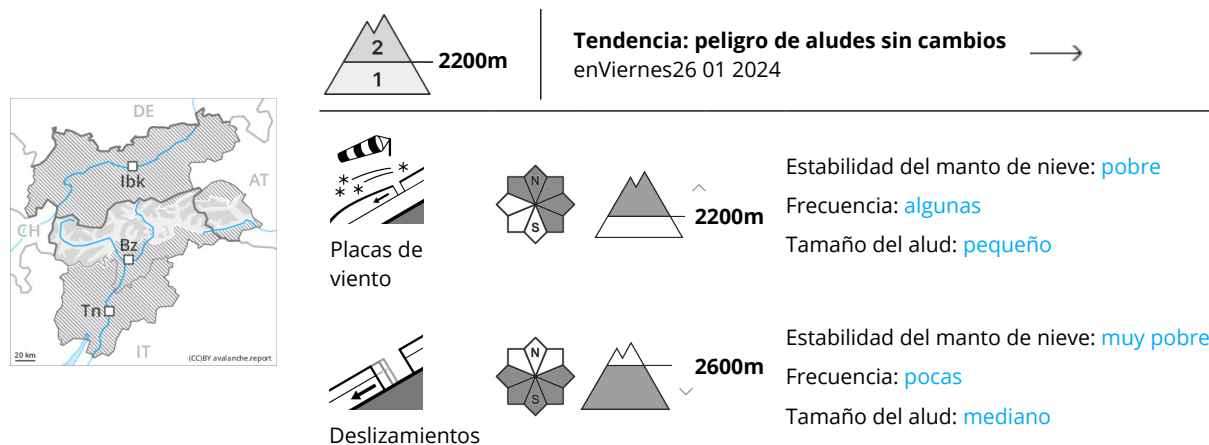 2
1
2200m
Tendencia: peligro de aludes sin cambios
enViernes26 01 2024
DE
Ibk
AT
CH
Bz
Tn
IT
20 km
(CC)BY avalanche.report
N
S
2200m
Placas de
viento
Estabilidad del manto de nieve: pobre
Frecuencia: algunas
Tamaño del alud: pequeño
N
S
2600m
Deslizamientos
Estabilidad del manto de nieve: muy pobre
Frecuencia: pocas
Tamaño del alud: mediano